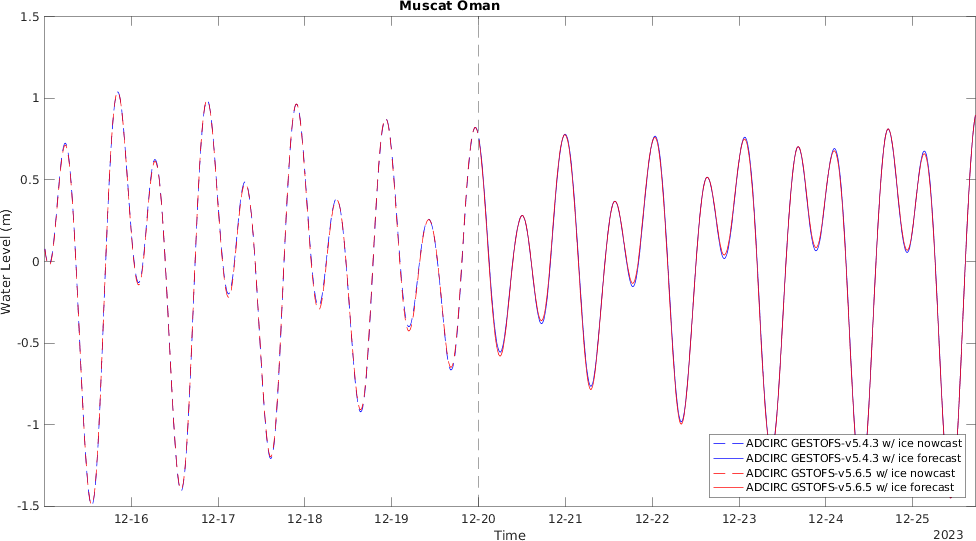 Muscat Oman
1.5
1
0.5
0
-0.5
-1
-1.5
Water Level (m)
12-16 12-17 12-18 12-19 12-20 12-21 12-22 12-23 12-24 12-25
Time
2023
ADCIRC GESTOFS-v5.4.3 w/ ice nowcast
ADCIRC GESTOFS-v5.4.3 w/ ice forecast
ADCIRC GSTOFS-v5.6.5 w/ ice nowcast
ADCIRC GSTOFS-v5.6.5 w/ ice forecast